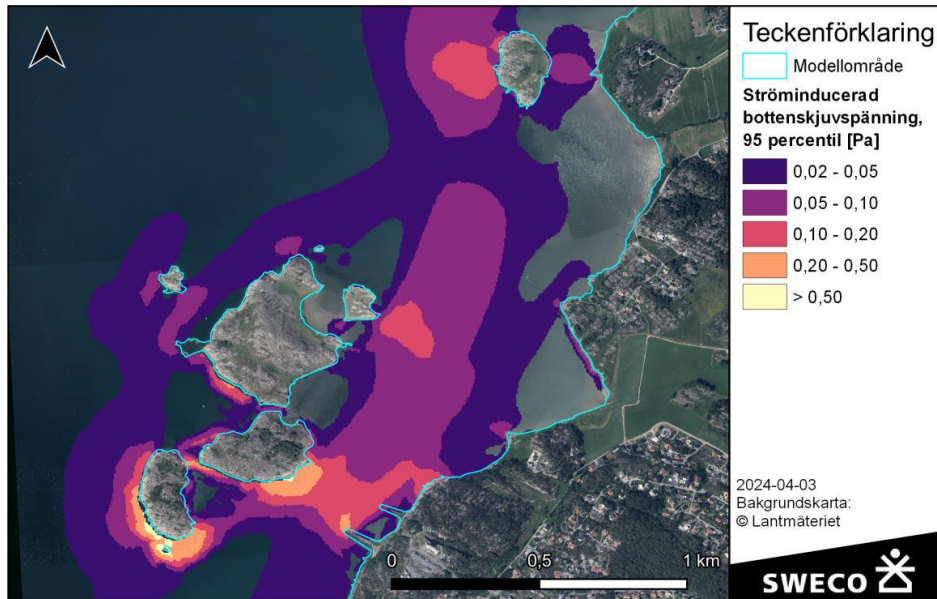 Teckenförklaring
Modellområde
Ströminducerad
bottenskjuvspänning,
95 percentil [Pa]
0,02 - 0,05
0,05 - 0,10
0,10 - 0,20
0,20 - 0,50
> 0,50
2024-04-03
Bakgrundskarta:
© Lantmäteriet
0 0,5 1 km
SWECO